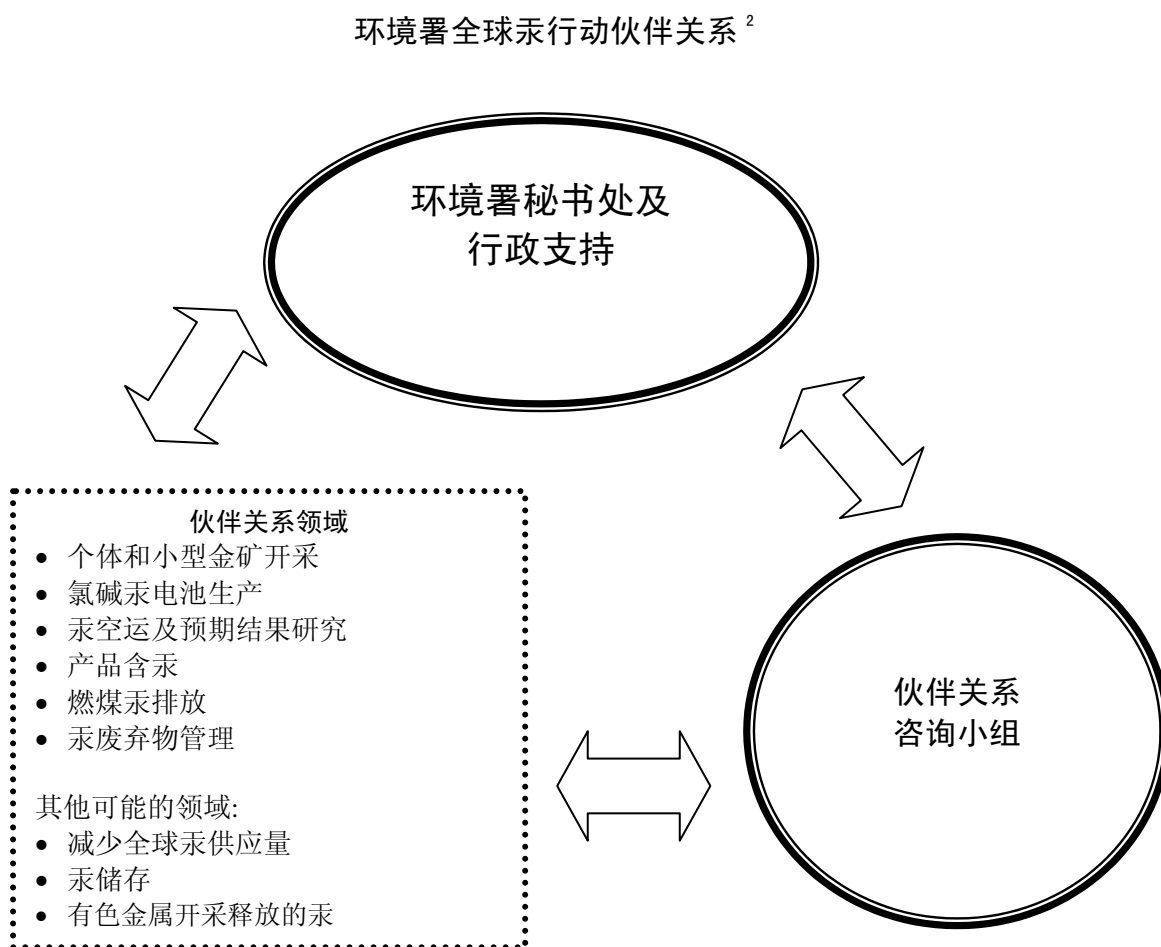 环境署全球汞行动伙伴关系 2
环境署秘书处及
行政支持
伙伴关系领域
• 个体和小型金矿开采
• 氯碱汞电池生产
• 汞空运及预期结果研究
• 产品含汞
• 燃煤汞排放
• 汞废弃物管理
其他可能的领域:
• 减少全球汞供应量
• 汞储存
• 有色金属开采释放的汞
伙伴关系
咨询小组